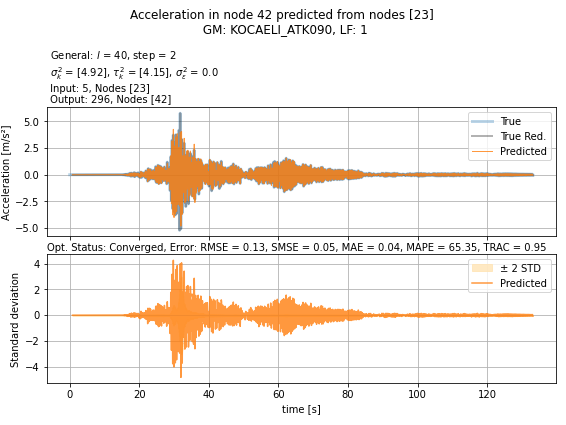 Acceleration in node 42 predicted from nodes [23]
GM: KOCAELI_ATK090, LF: 1
General: l = 40, step = 2
σ²ₖ = [4.92], τ²ₖ = [4.15], σ²ε = 0.0
Input: 5, Nodes [23]
Output: 296, Nodes [42]
Acceleration [m/s²]
5.0
2.5
0.0
−2.5
−5.0
True
True Red.
Predicted
Opt. Status: Converged, Error: RMSE = 0.13, SMSE = 0.05, MAE = 0.04, MAPE = 65.35, TRAC = 0.95
Standard deviation
4
2
0
−2
−4
± 2 STD
Predicted
0 20 40 60 80 100 120
time [s]